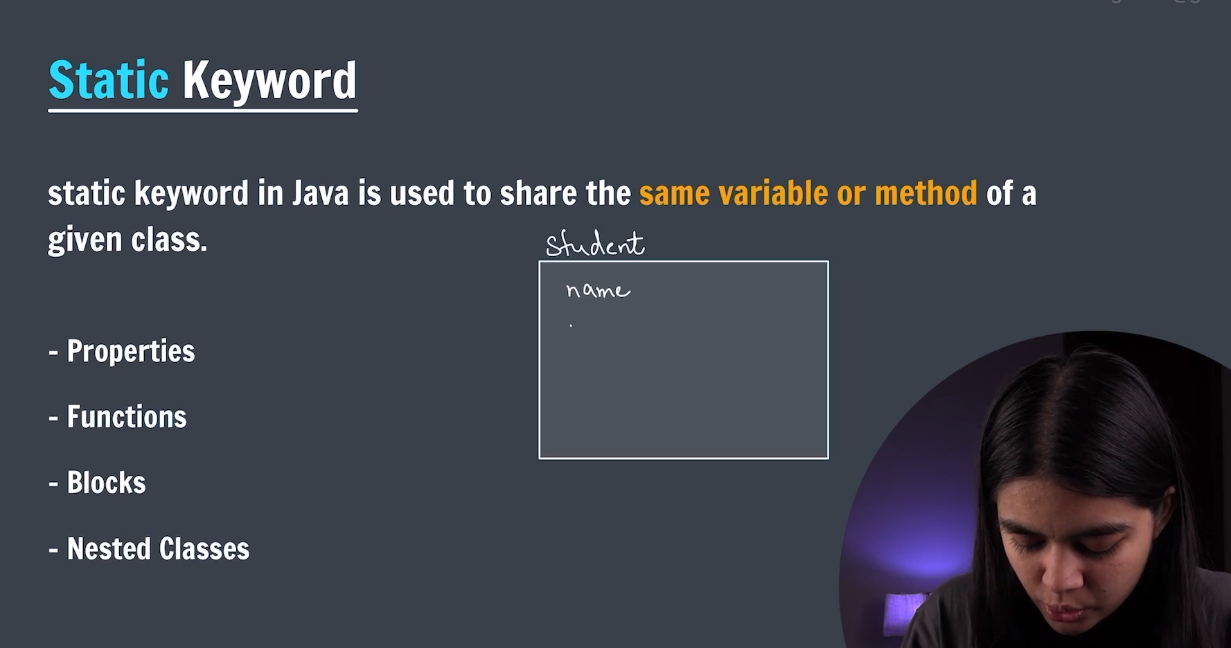 Static Keyword
static keyword in Java is used to share the same variable or method of a
given class.
student
name
- Properties
- Functions
- Blocks
- Nested Classes